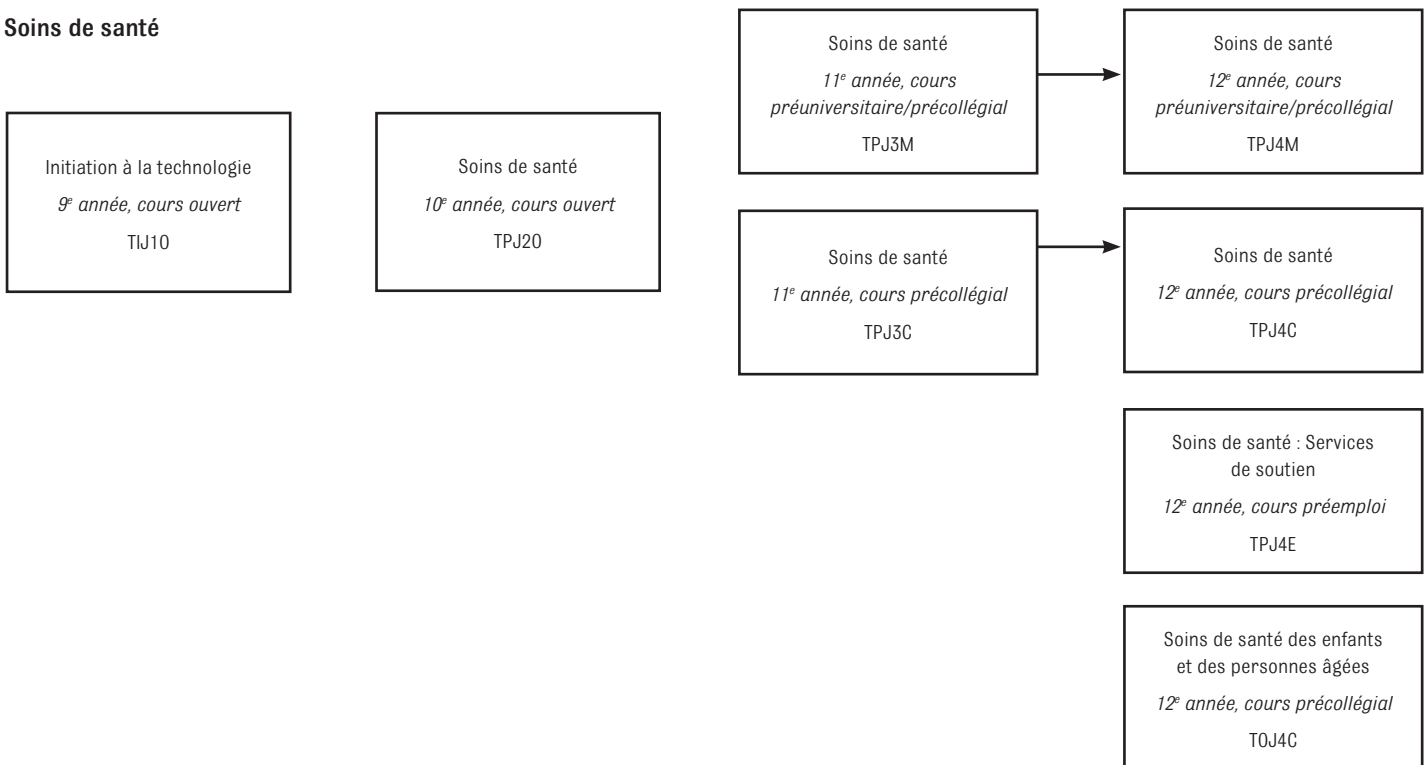 Soins de santé
Initiation à la technologie
9e année, cours ouvert
TIJ1O
Soins de santé
10e année, cours ouvert
TPJ2O
Soins de santé
11e année, cours
préuniversitaire/précollégial
TPJ3M
Soins de santé
12e année, cours
préuniversitaire/précollégial
TPJ4M
Soins de santé
11e année, cours précollégial
TPJ3C
Soins de santé
12e année, cours précollégial
TPJ4C
Soins de santé : Services
de soutien
12e année, cours préemploi
TPJ4E
Soins de santé des enfants
et des personnes âgées
12e année, cours précollégial
TOJ4C